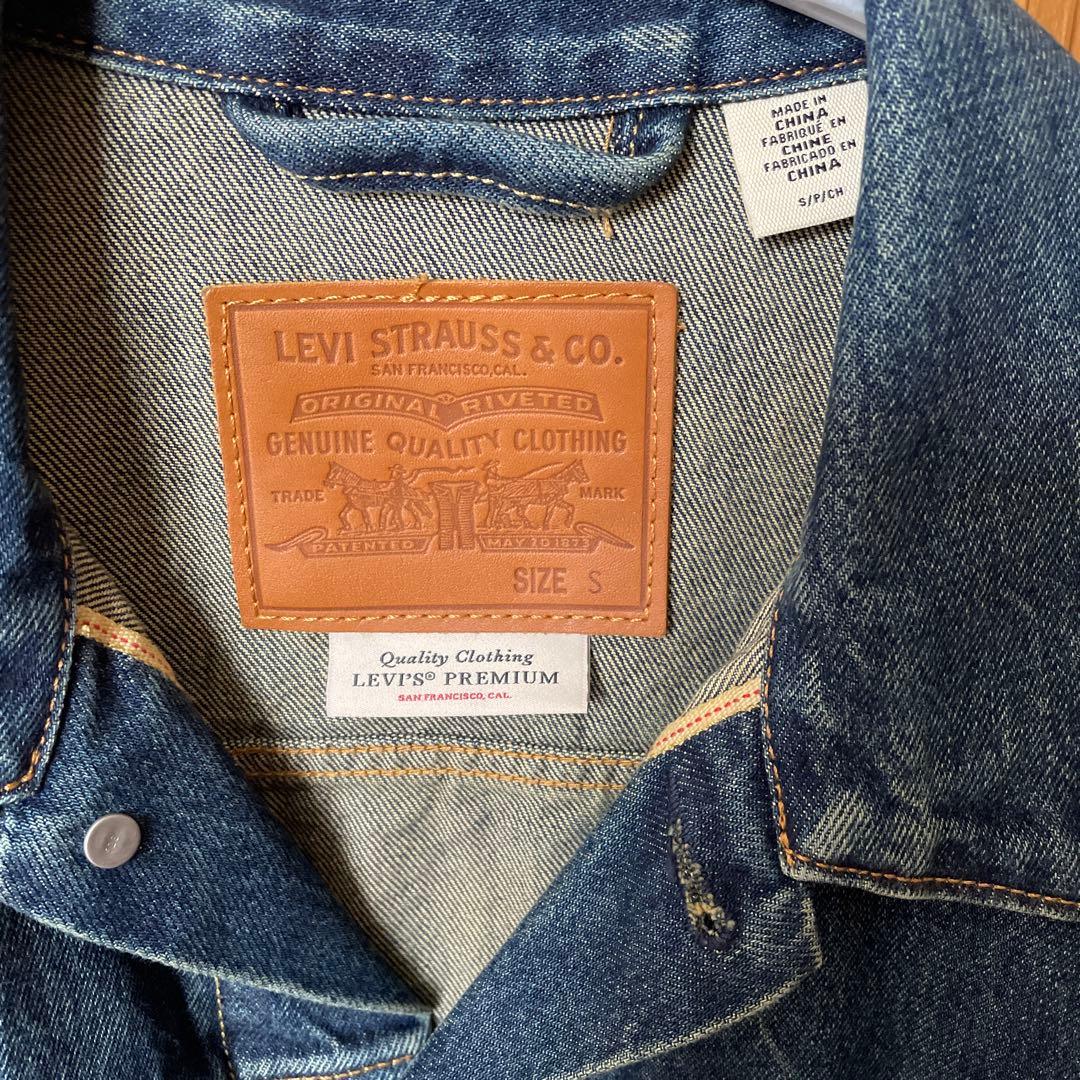 MADE IN
CHINA
FABRIQUÉ EN
CHINE
FABRICADO EN
CHINA
S/P/CH
LEVI STRAUSS & CO.
SAN FRANCISCO, CAL.
ORIGINAL RIVETED
GENUINE QUALITY CLOTHING
TRADE MARK
PATENTED MAY 20 1873
SIZE S
Quality Clothing
LEVI'S® PREMIUM
SAN FRANCISCO, CAL.